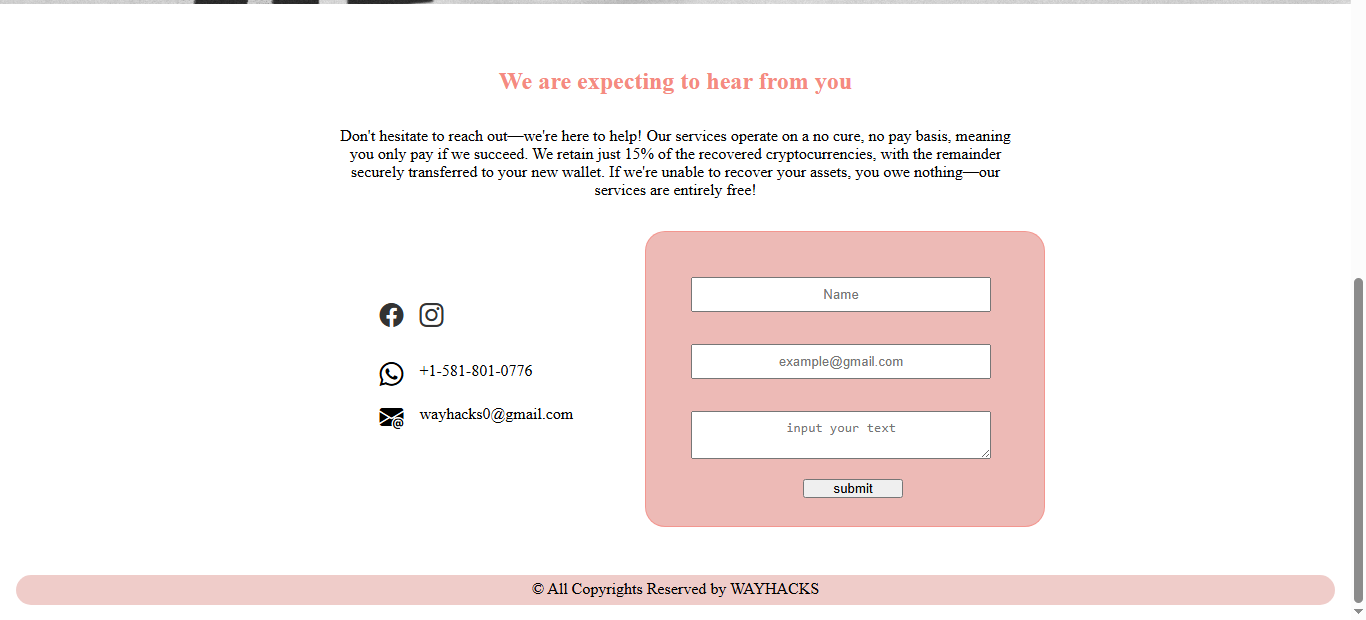 We are expecting to hear from you
Don't hesitate to reach out—we're here to help! Our services operate on a no cure, no pay basis, meaning
you only pay if we succeed. We retain just 15% of the recovered cryptocurrencies, with the remainder
securely transferred to your new wallet. If we're unable to recover your assets, you owe nothing—our
services are entirely free!
+1-581-801-0776
wayhacks0@gmail.com
Name
example@gmail.com
input your text
submit
© All Copyrights Reserved by WAYHACKS